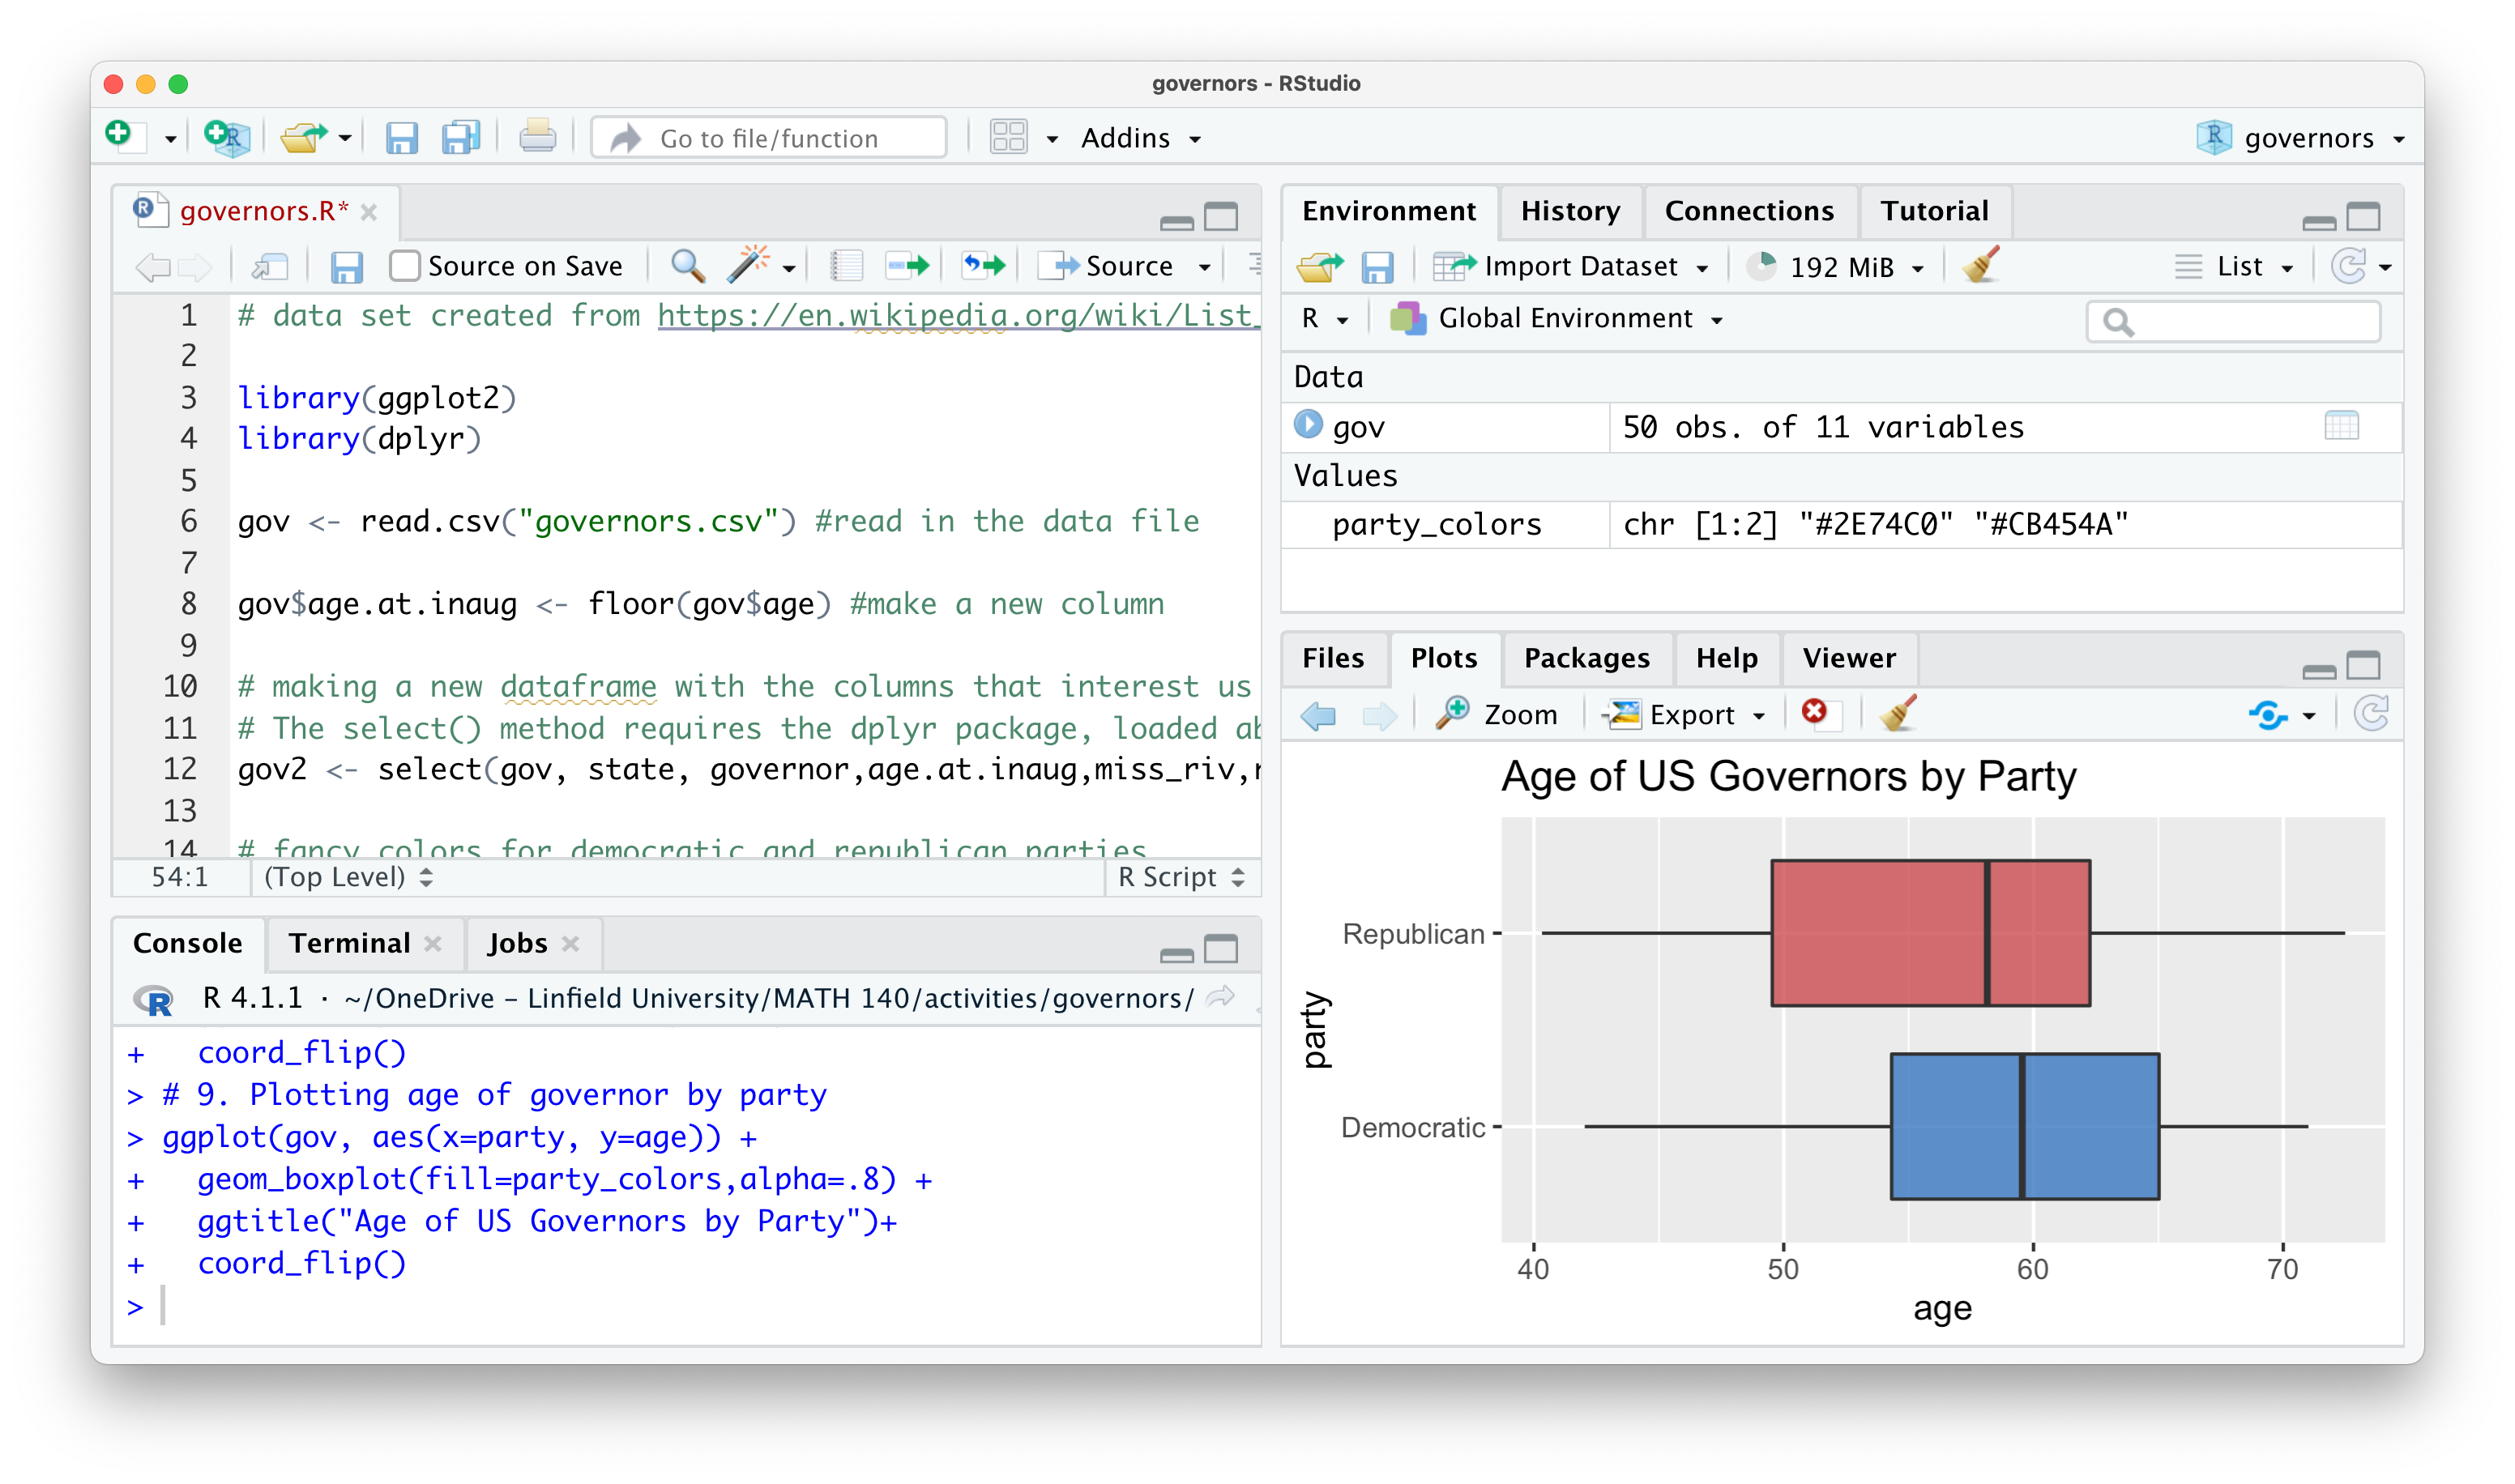 governors - RStudio
Go to file/function
Addins
governors
governors.R*
Source on Save
Source
1 # data set created from https://en.wikipedia.org/wiki/List_
2
3 library(ggplot2)
4 library(dplyr)
5
6 gov <- read.csv("governors.csv") #read in the data file
7
8 gov$age.at.inaug <- floor(gov$age) #make a new column
9
10 # making a new dataframe with the columns that interest us
11 # The select() method requires the dplyr package, loaded ab
12 gov2 <- select(gov, state, governor,age.at.inaug,miss_riv,r
13
14 # fancy colors for democratic and republican parties
54:1 (Top Level) R Script
Console Terminal Jobs
R 4.1.1 · ~/OneDrive – Linfield University/MATH 140/activities/governors/
+ coord_flip()
> # 9. Plotting age of governor by party
> ggplot(gov, aes(x=party, y=age)) +
+ geom_boxplot(fill=party_colors,alpha=.8) +
+ ggtitle("Age of US Governors by Party")+
+ coord_flip()
>
Environment History Connections Tutorial
Import Dataset 192 MiB List
R Global Environment
Data
gov 50 obs. of 11 variables
Values
party_colors chr [1:2] "#2E74C0" "#CB454A"
Files Plots Packages Help Viewer
Zoom Export
Age of US Governors by Party
party
Republican
Democratic
40 50 60 70
age